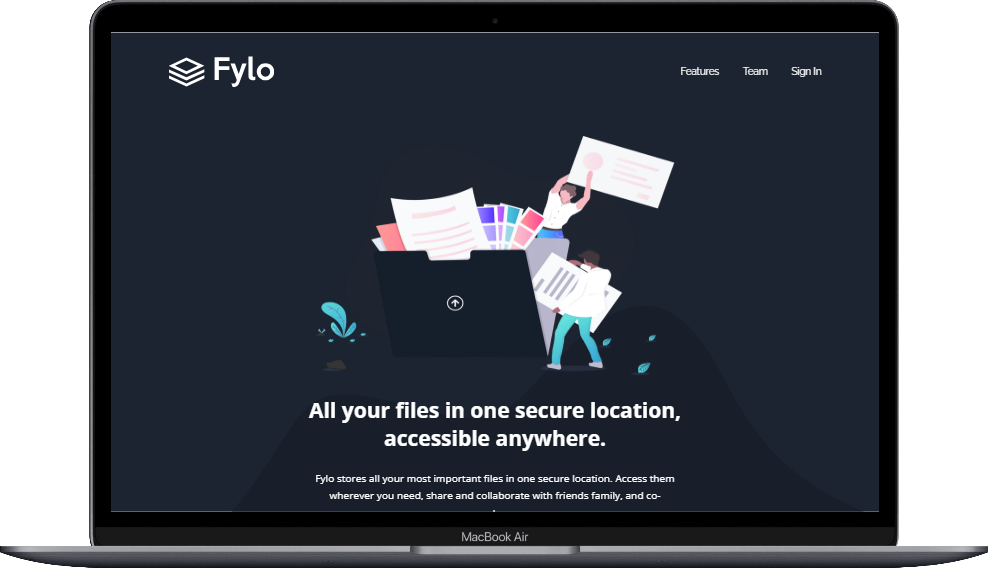 Fylo
Features Team Sign In
All your files in one secure location,
accessible anywhere.
Fylo stores all your most important files in one secure location. Access them
wherever you need, share and collaborate with friends family, and co-
MacBook Air